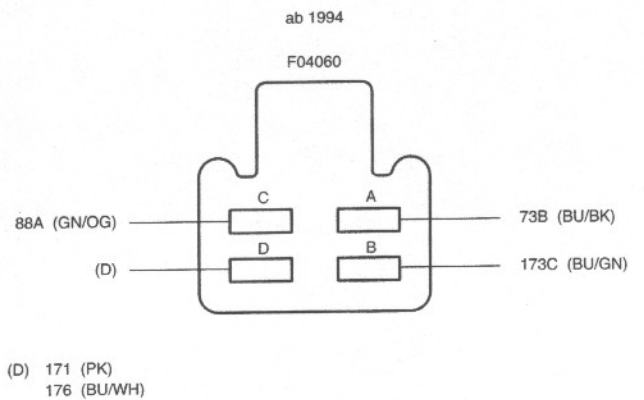 ab 1994
F04060
C
A
88A (GN/OG)
73B (BU/BK)
D
B
(D)
173C (BU/GN)
(D) 171 (PK)
176 (BU/WH)